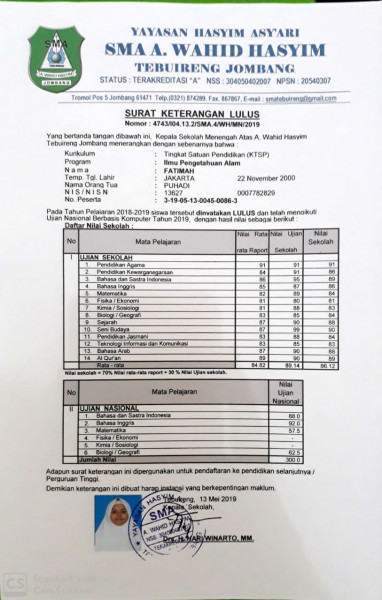 YAYASAN HASYIM ASY'ARI
SMA A. WAHID HASYIM
TEBUIRENG JOMBANG
STATUS : TERAKREDITASI "A" NSS : 304050402007 NPSN : 20540307
Tromol Pos 5 Jombang 61471 Telp.(0321) 874289, Fax. 867867, E-mail : smatebuireng@gmail.com
SMA
A. WAHID HASYIM
JOMBANG
SURAT KETERANGAN LULUS
Nomor : 4743/I04.13.2/SMA.4/WH/MN/2019
Yang bertanda tangan dibawah ini, Kepala Sekolah Menengah Atas A. Wahid Hasyim
Tebuireng Jombang menerangkan dengan sebenarnya bahwa :
Kurikulum : Tingkat Satuan Pendidikan (KTSP)
Program : Ilmu Pengetahuan Alam
N a m a : FATIMAH
Temp. Tgl. Lahir : JAKARTA 22 November 2000
Nama Orang Tua : PUHADI
N I S / N I S N : 13627 0007782829
No. Peserta : 3-19-05-13-0045-0086-3
Pada Tahun Pelajaran 2018-2019 siswa tersebut dinyatakan LULUS dan telah mengikuti
Ujian Nasional Berbasis Komputer Tahun 2019, dengan hasil nilai sebagai berikut :
Daftar Nilai Sekolah :
No Mata Pelajaran Nilai Rata rata Raport Nilai Ujian Sekolah Nilai Sekolah
I UJIAN SEKOLAH
1. Pendidikan Agama 91 91 91
2. Pendidikan Kewarganegaraan 84 91 86
3. Bahasa dan Sastra Indonesia 86 95 89
4. Bahasa Inggris 85 87 86
5. Matematika 82 89 84
6. Fisika / Ekonomi 81 80 81
7. Kimia / Sosiologi 81 88 83
8. Biologi / Geografi 83 85 84
9. Sejarah 87 90 88
10. Seni Budaya 87 99 90
11. Pendidikan Jasmani 83 88 84
12. Teknologi Informasi dan Komunikasi 83 85 84
13. Bahasa Arab 87 90 88
14. Al Qur'an 89 90 89
Rata - rata 84.82 89.14 86.12
Nilai sekolah = 70% Nilai rata-rata raport + 30 % Nilai Ujian sekolah.
No Mata Pelajaran Nilai Ujian Nasional
II UJIAN NASIONAL
1. Bahasa dan Sastra Indonesia 88.0
2. Bahasa Inggris 92.0
3. Matematika 57.5
4. Fisika / Ekonomi -
5. Kimia / Sosiologi -
6. Biologi / Geografi 62.5
Jumlah Nilai 300.0
Adapun surat keterangan ini dipergunakan untuk pendaftaran ke pendidikan selanjutnya /
Perguruan Tinggi.
Demikian keterangan ini dibuat harap instansi yang berkepentingan maklum.
Tebuireng, 13 Mei 2019
Kepala Sekolah,
YAYASAN HASYIM
SMA
A. WAHID HASYIM
CS